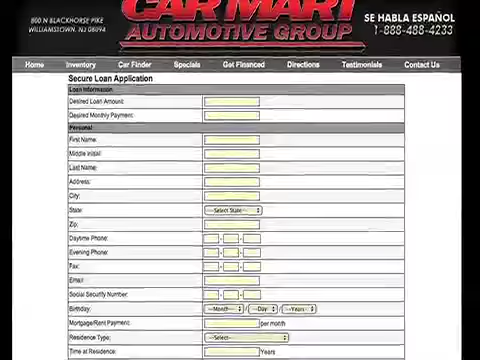 CAR MART
AUTOMOTIVE GROUP
800 N BLACKHORSE PIKE
WILLIAMSTOWN, NJ 08094
SE HABLA ESPAÑOL
1-888-488-4233
Home Inventory Car Finder Specials Get Financed Directions Testimonials Contact Us
Secure Loan Application
Loan Information
Desired Loan Amount:
Desired Monthly Payment:
Personal
First Name:
Middle Initial:
Last Name:
Address:
City:
State: ---Select State---
Zip:
Daytime Phone: - -
Evening Phone: - -
Fax: - -
Email:
Social Security Number: - -
Birthday: ---Month--- / ---Day / ---Years
Mortgage/Rent Payment: per month
Residence Type: ---Select---
Time at Residence: Years